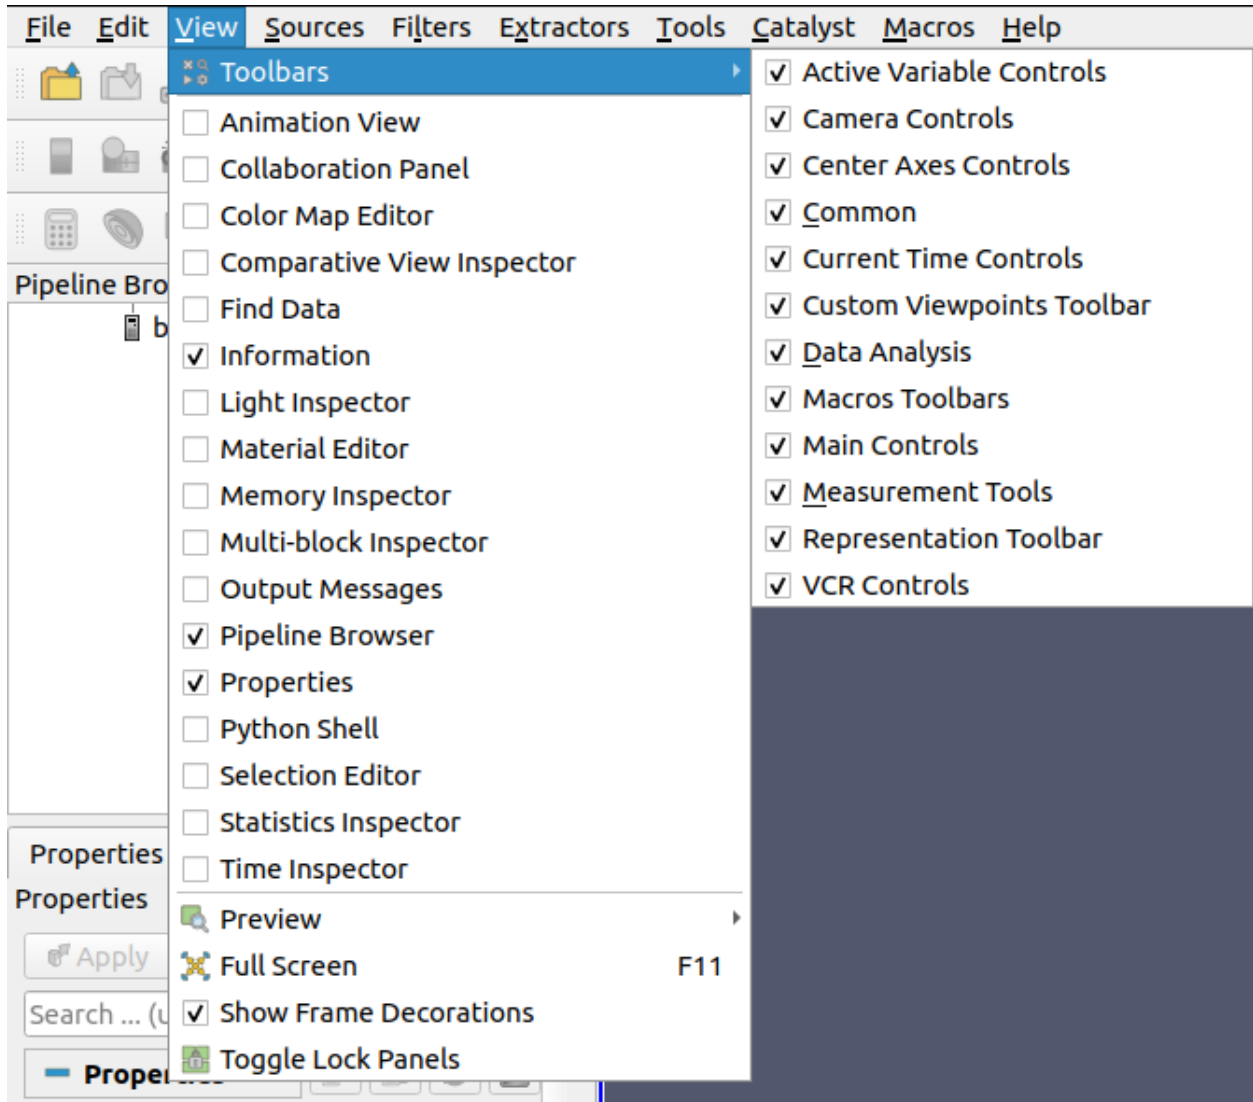 File Edit View Sources Filters Extractors Tools Catalyst Macros Help
Toolbars
Animation View
Collaboration Panel
Color Map Editor
Comparative View Inspector
Find Data
Information
Light Inspector
Material Editor
Memory Inspector
Multi-block Inspector
Output Messages
Pipeline Browser
Properties
Python Shell
Selection Editor
Statistics Inspector
Time Inspector
Preview
Full Screen F11
Show Frame Decorations
Toggle Lock Panels
Active Variable Controls
Camera Controls
Center Axes Controls
Common
Current Time Controls
Custom Viewpoints Toolbar
Data Analysis
Macros Toolbars
Main Controls
Measurement Tools
Representation Toolbar
VCR Controls
Pipeline Bro
b
Properties
Properties
Apply
Search ... (u